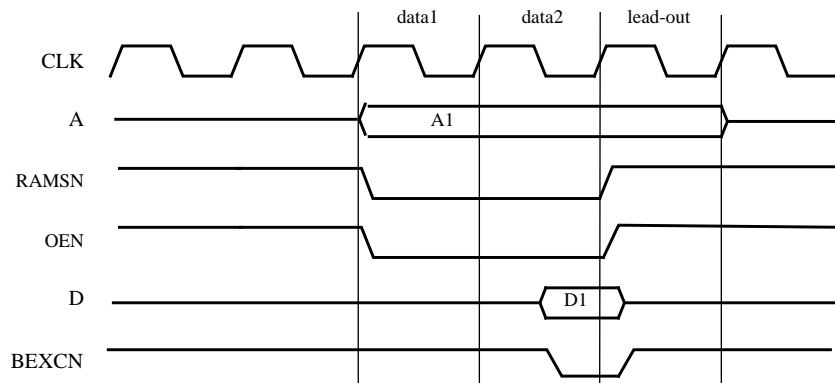 data1 data2 lead-out
CLK
A A1
RAMSN
OEN
D D1
BEXCN